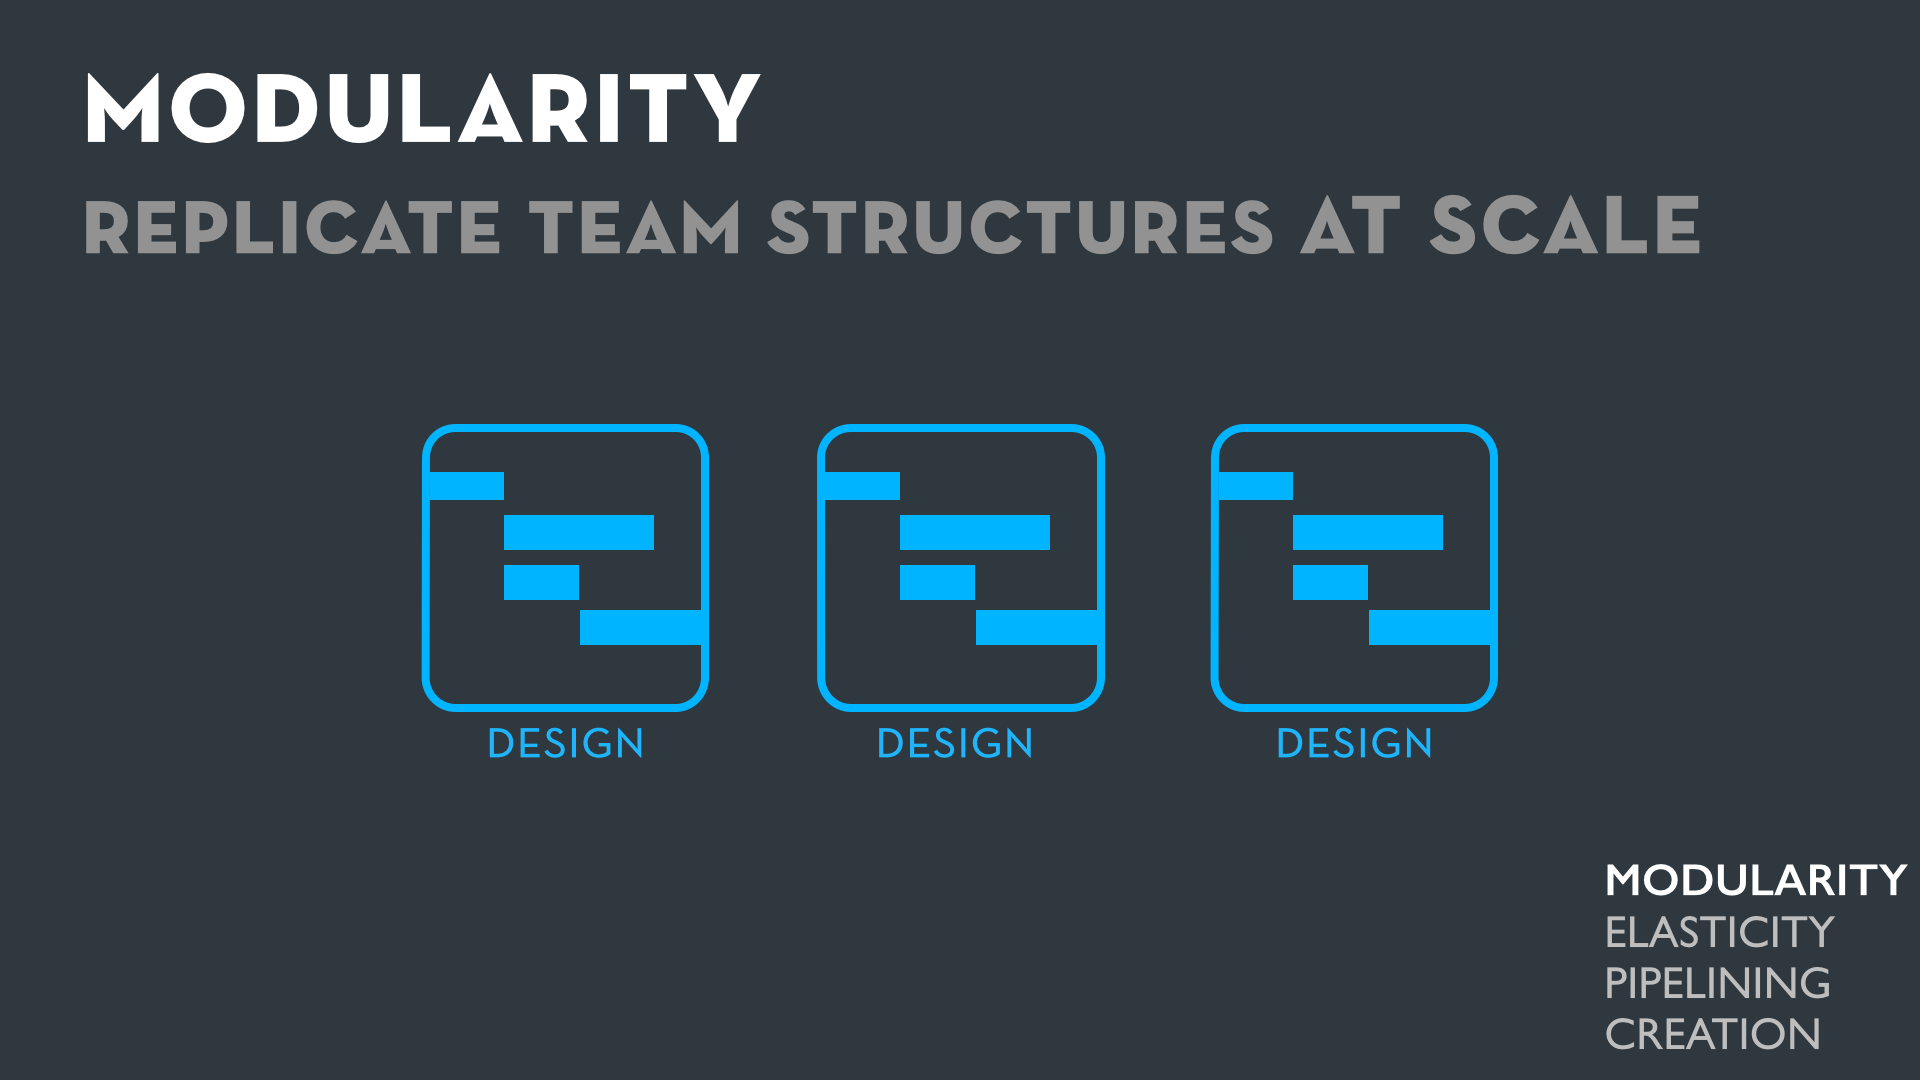 MODULARITY
REPLICATE TEAM STRUCTURES AT SCALE
DESIGN
DESIGN
DESIGN
MODULARITY
ELASTICITY
PIPELINING
CREATION